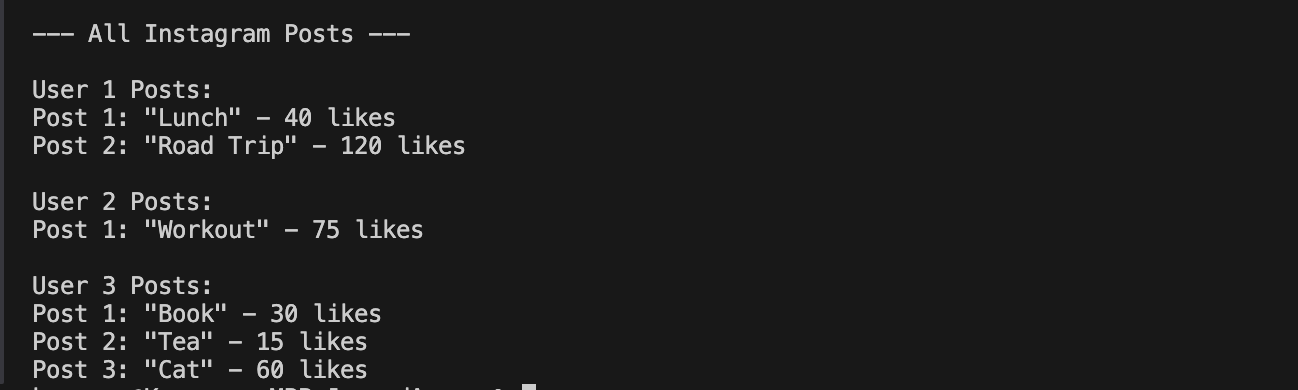 --- All Instagram Posts ---
User 1 Posts:
Post 1: "Lunch" - 40 likes
Post 2: "Road Trip" - 120 likes
User 2 Posts:
Post 1: "Workout" - 75 likes
User 3 Posts:
Post 1: "Book" - 30 likes
Post 2: "Tea" - 15 likes
Post 3: "Cat" - 60 likes